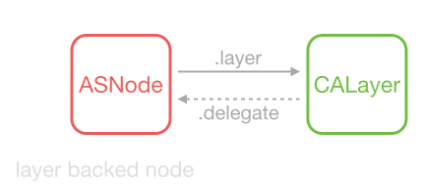 .layer
ASNode
CALayer
.delegate
layer backed node